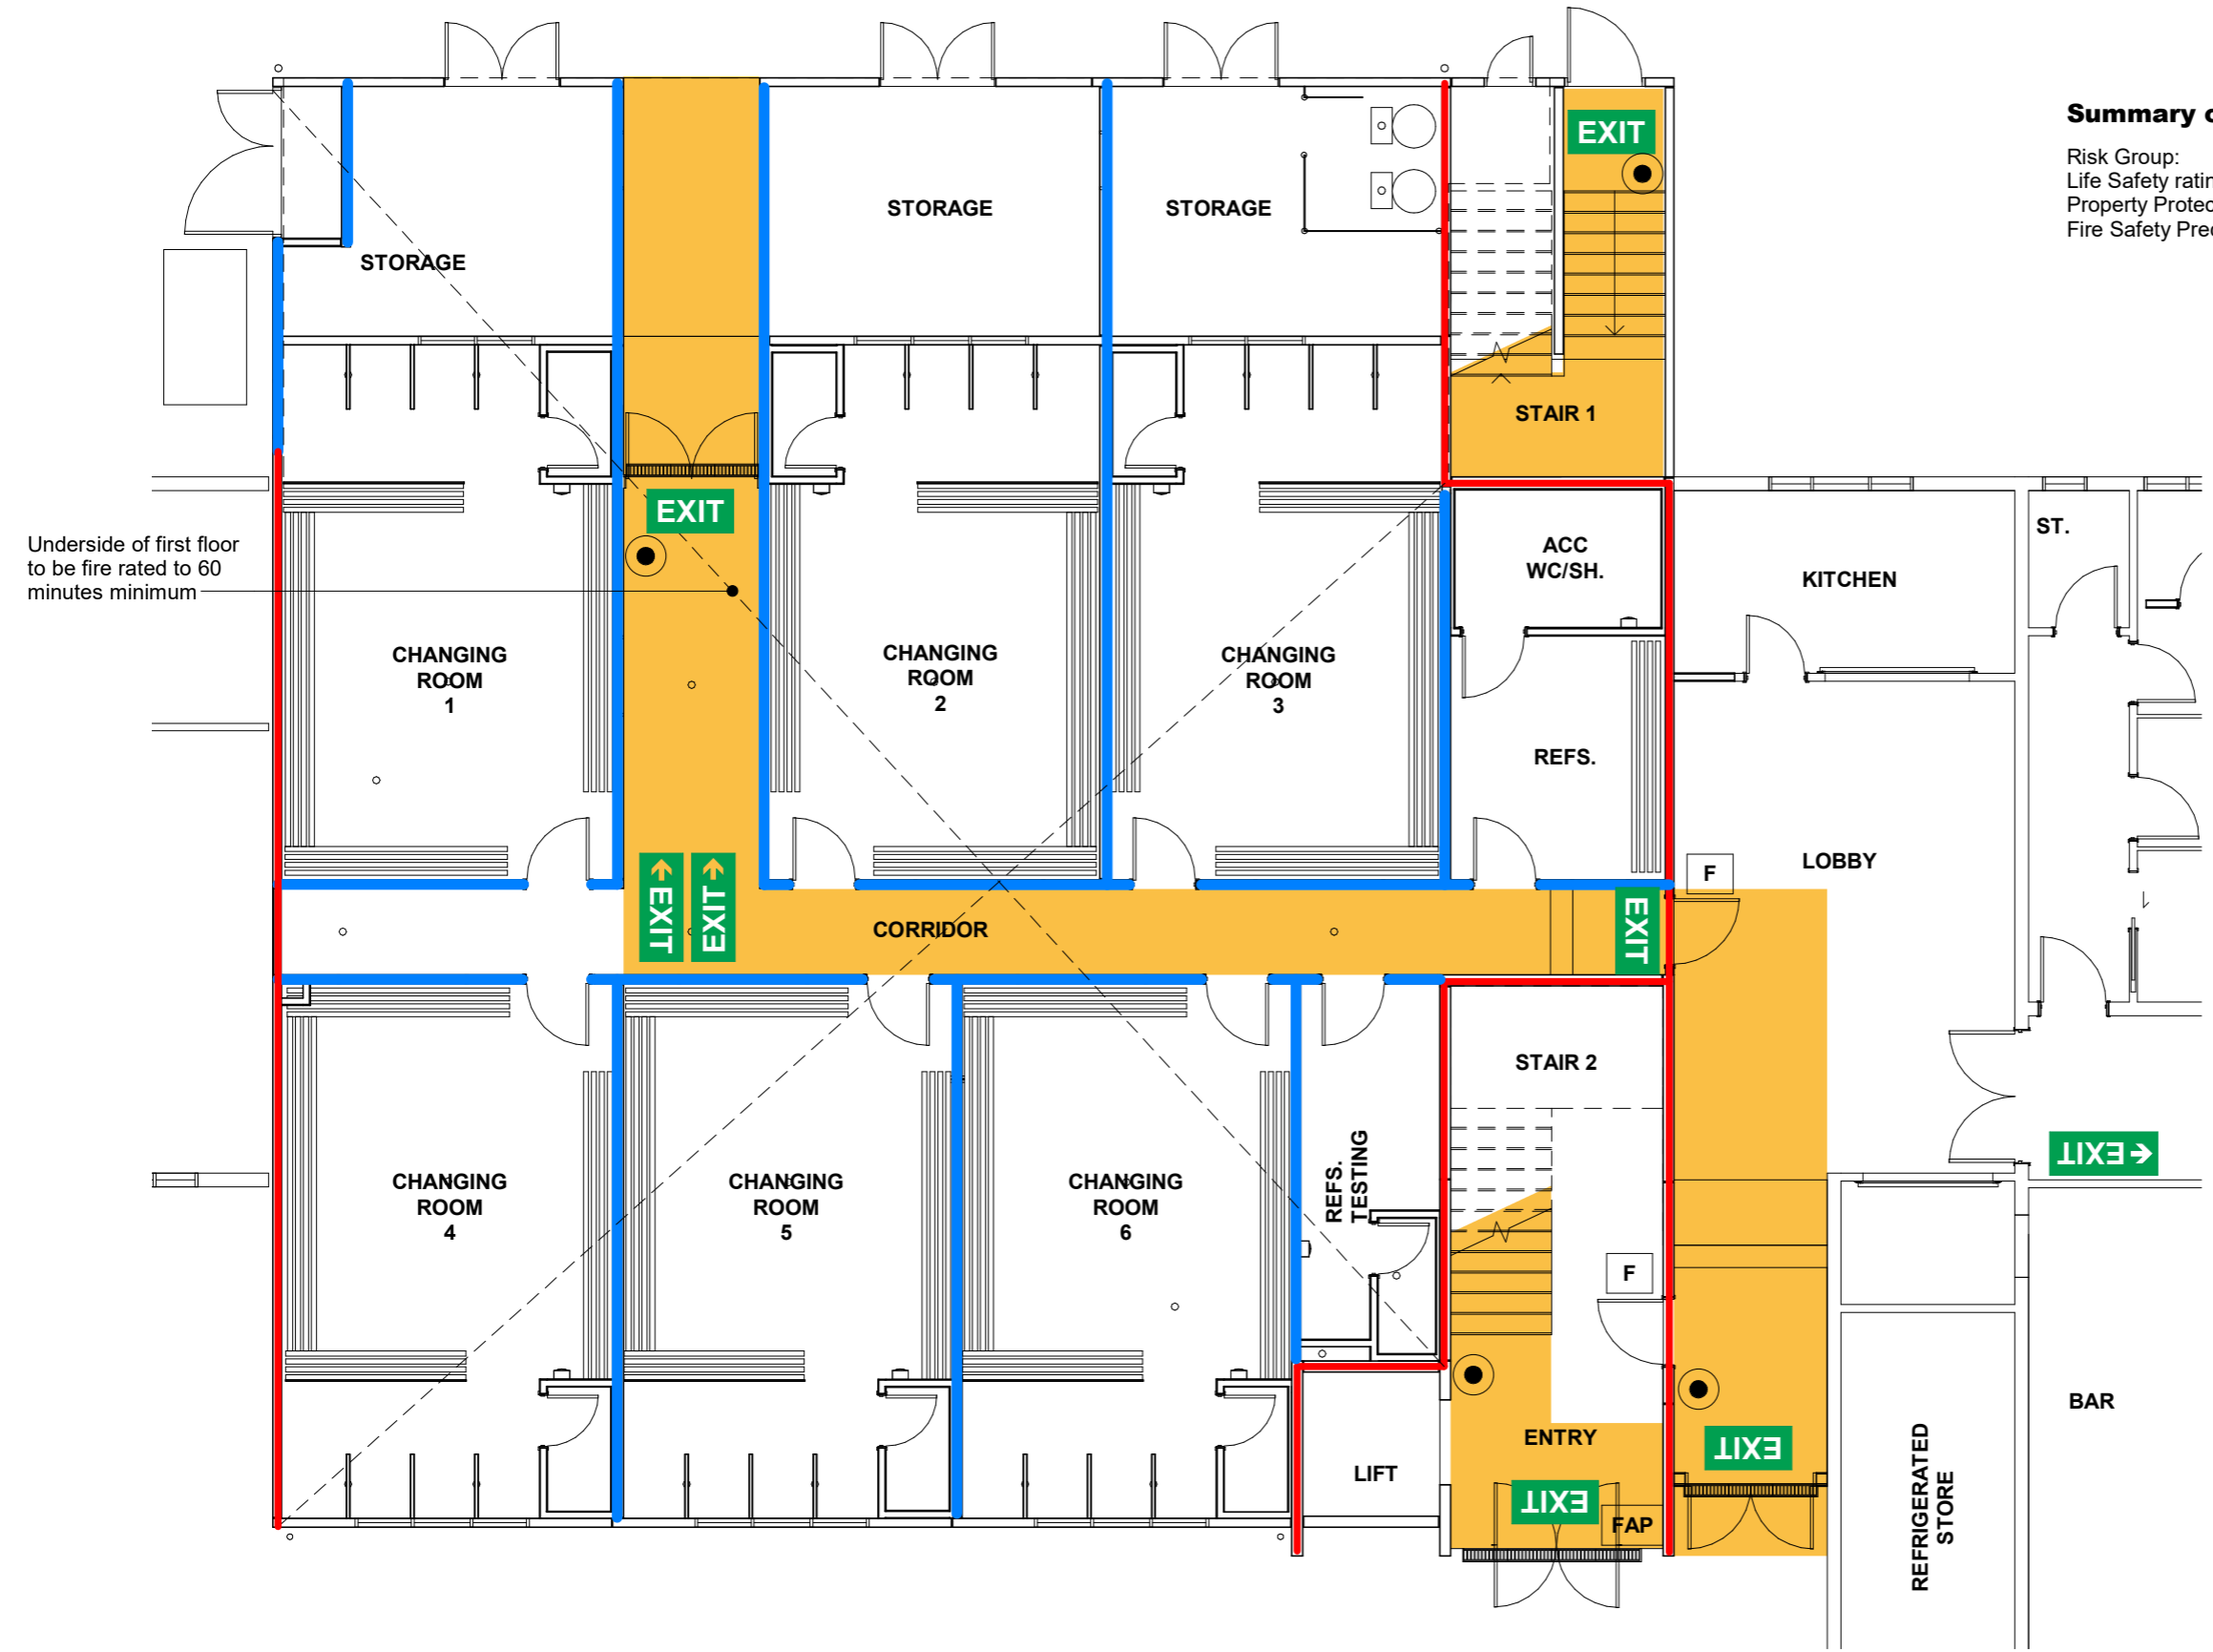 EXIT
Summary o
Risk Group:
Life Safety ratin
Property Protec
Fire Safety Prec
STORAGE
STORAGE
STORAGE
STAIR 1
EXIT
Underside of first floor
to be fire rated to 60
minutes minimum
ACC
WC/SH.
ST.
KITCHEN
CHANGING
ROOM
1
CHANGING
ROOM
2
CHANGING
ROOM
3
REFS.
LOBBY
F
←EXIT
EXIT→
CORRIDOR
EXIT
STAIR 2
EXIT→
CHANGING
ROOM
4
CHANGING
ROOM
5
CHANGING
ROOM
6
REFS.
TESTING
F
BAR
ENTRY
EXIT
LIFT
EXIT
FAP
REFRIGERATED
STORE